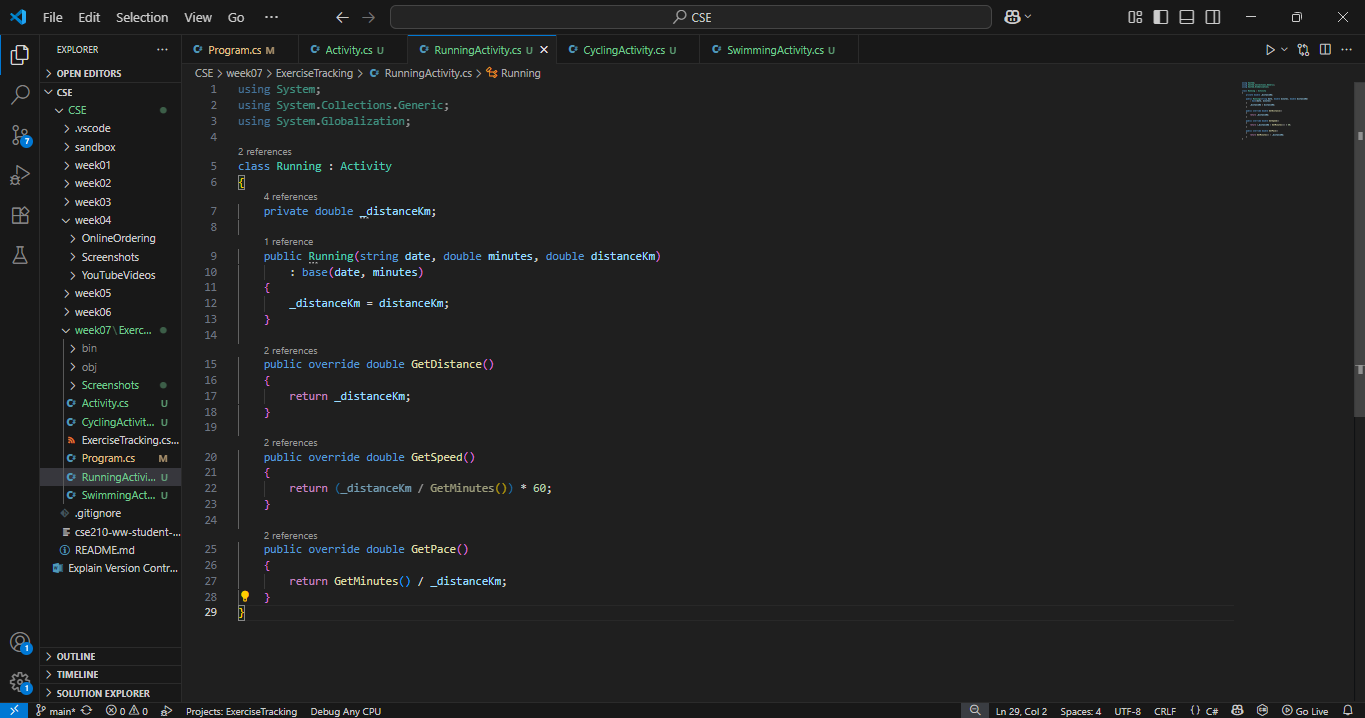 File Edit Selection View Go ··· CSE
EXPLORER ···
Program.cs M Activity.cs U RunningActivity.cs U CyclingActivity.cs U SwimmingActivity.cs U
CSE > week07 > ExerciseTracking > RunningActivity.cs > Running
OPEN EDITORS
CSE
CSE
.vscode
sandbox
week01
week02
week03
week04
OnlineOrdering
Screenshots
YouTubeVideos
week05
week06
week07\Exerc...
bin
obj
Screenshots
Activity.cs U
CyclingActivit... U
ExerciseTracking.cs...
Program.cs M
RunningActivi... U
SwimmingAct... U
.gitignore
cse210-ww-student-...
README.md
Explain Version Contr...
OUTLINE
TIMELINE
SOLUTION EXPLORER
7
1
1
1 using System;
2 using System.Collections.Generic;
3 using System.Globalization;
4
2 references
5 class Running : Activity
6 {
4 references
7 private double _distanceKm;
8
1 reference
9 public Running(string date, double minutes, double distanceKm)
10 : base(date, minutes)
11 {
12 _distanceKm = distanceKm;
13 }
14
2 references
15 public override double GetDistance()
16 {
17 return _distanceKm;
18 }
19
2 references
20 public override double GetSpeed()
21 {
22 return (_distanceKm / GetMinutes()) * 60;
23 }
24
2 references
25 public override double GetPace()
26 {
27 return GetMinutes() / _distanceKm;
28 }
29 }
main* 0 0 Projects: ExerciseTracking Debug Any CPU Ln 29, Col 2 Spaces: 4 UTF-8 CRLF {} C# Go Live